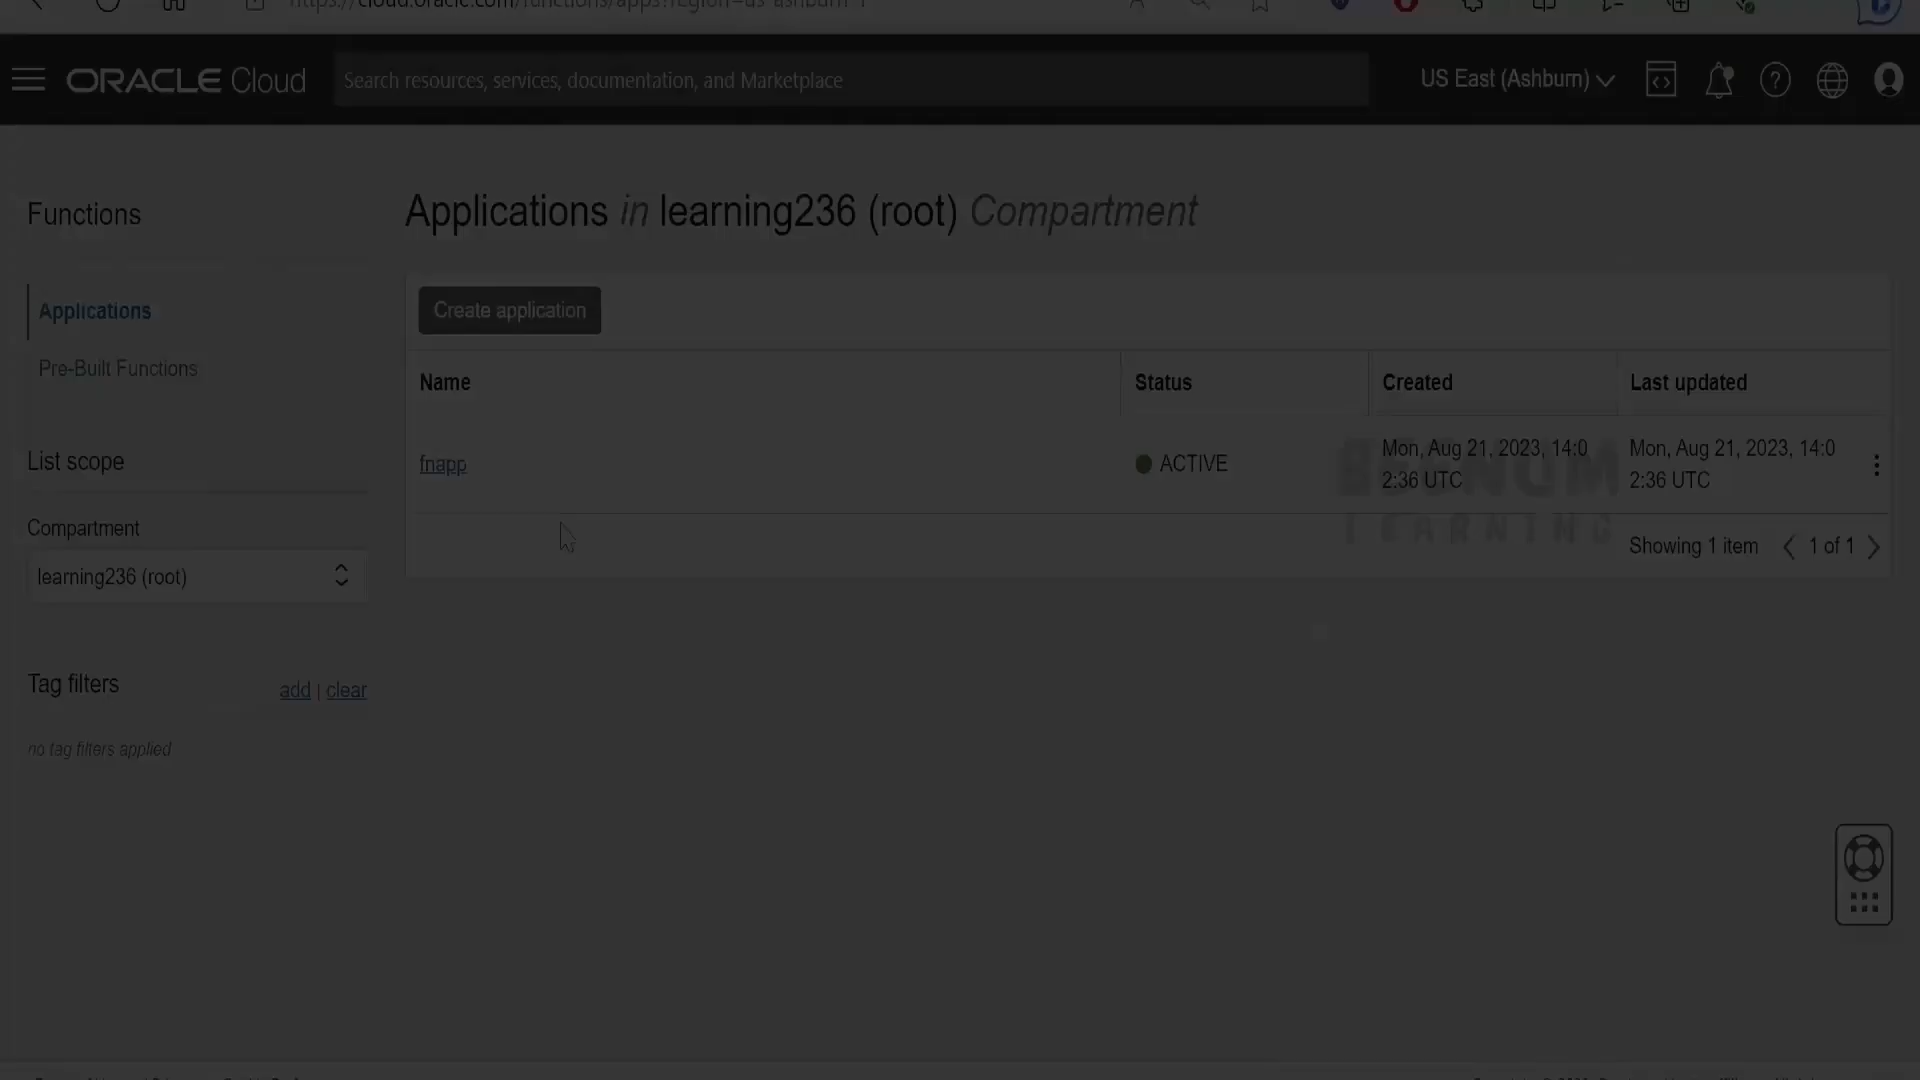 https://cloud.oracle.com/functions/apps?region=us-ashburn-1
ORACLE Cloud
Search resources, services, documentation, and Marketplace
US East (Ashburn)
Functions
Applications in learning236 (root) Compartment
Applications
Create application
Pre-Built Functions
Name
Status
Created
Last updated
List scope
fnapp
ACTIVE
Mon, Aug 21, 2023, 14:0
2:36 UTC
Mon, Aug 21, 2023, 14:0
2:36 UTC
LEARNING
Compartment
Showing 1 item
1 of 1
learning236 (root)
Tag filters
add | clear
no tag filters applied